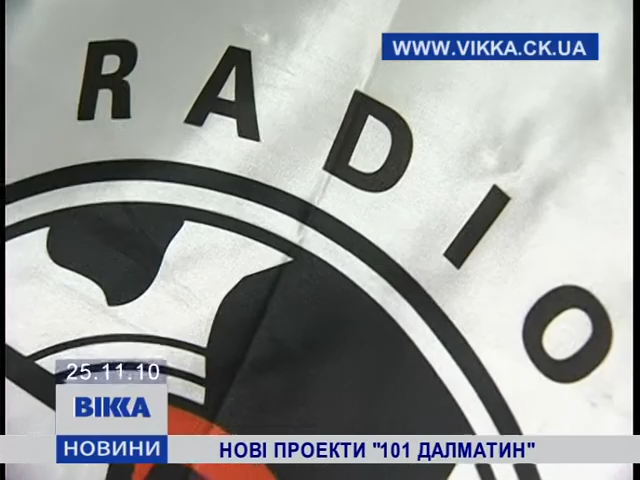 WWW.VIKKA.CK.UA
RADIO
25.11.10
ВІККА
НОВИНИ
НОВІ ПРОЕКТИ "101 ДАЛМАТИН"